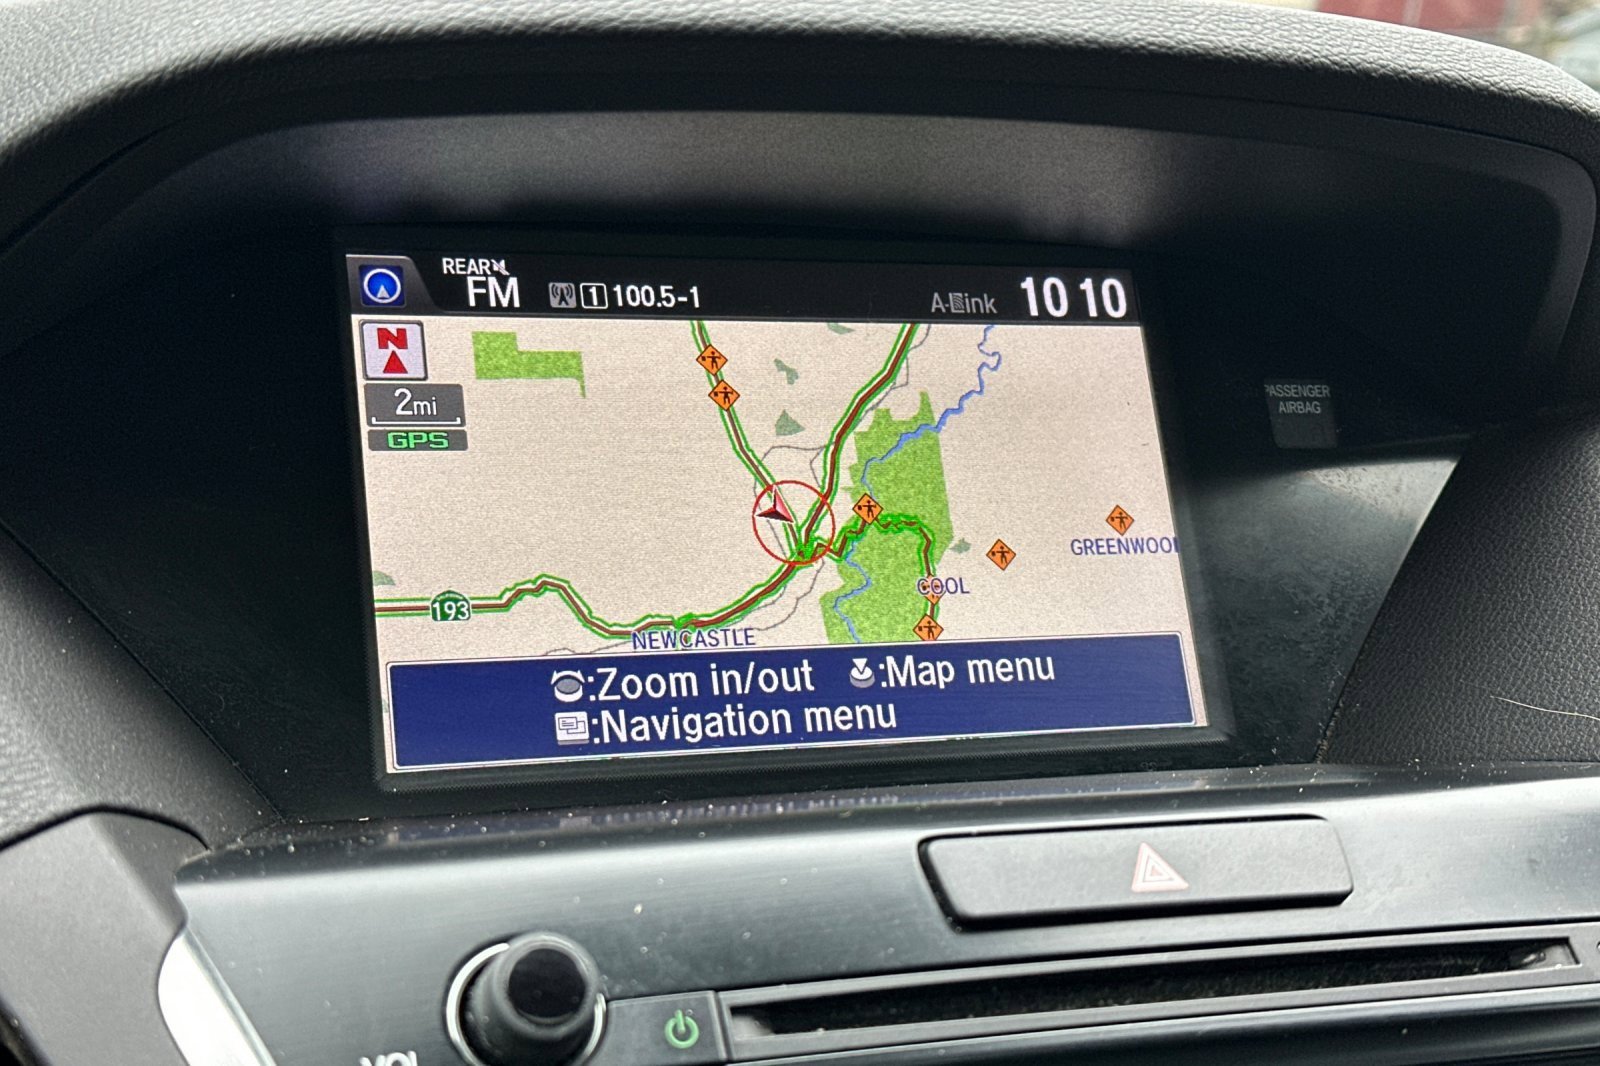 REAR
FM
1 100.5-1
A-Link
10 10
N
2mi
GPS
PASSENGER
AIRBAG
GREENWOO
COOL
193
NEWCASTLE
:Zoom in/out :Map menu
:Navigation menu
VOL